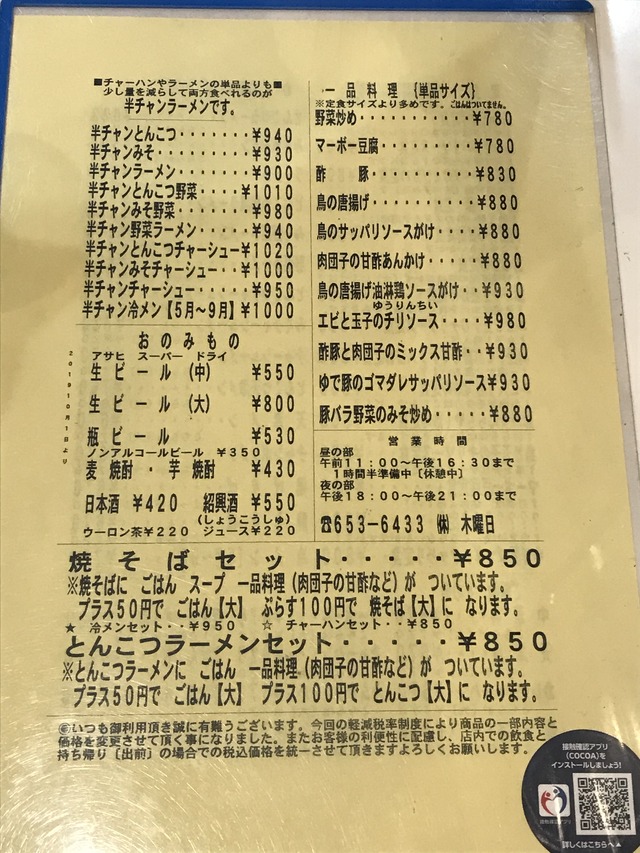 ■チャーハンやラーメンの単品よりも■
少し量を減らして両方食べれるのが
半チャンラーメンです。
半チャンとんこつ・・・・・・・¥940
半チャンみそ・・・・・・・・・¥930
半チャンラーメン・・・・・・・¥900
半チャンとんこつ野菜・・・・¥1010
半チャンみそ野菜・・・・・・・¥980
半チャン野菜ラーメン・・・・・¥940
半チャンとんこつチャーシュー¥1020
半チャンみそチャーシュー・・¥1000
半チャンチャーシュー・・・・・¥950
半チャン冷メン【5月〜9月】¥1000
おのみもの
アサヒ スーパー ドライ
生ビール(中) ¥550
生ビール(大) ¥800
瓶ビール ¥530
ノンアルコールビール ¥350
麦焼酎・芋焼酎 ¥430
日本酒 ¥420 紹興酒 ¥550
(しょうこうしゅ)
ウーロン茶¥220 ジュース¥220
2019年10月1日より
一品料理 {単品サイズ}
※定食サイズより多めです。ごはんはついてません。
野菜炒め・・・・・・・・・・¥780
マーボー豆腐・・・・・・・・・¥780
酢 豚・・・・・・・・・・¥830
鳥の唐揚げ・・・・・・・・・・¥880
鳥のサッパリソースがけ・・・・¥880
肉団子の甘酢あんかけ・・・・・¥880
鳥の唐揚げ油淋鶏ソースがけ・・¥930
ゆうりんちい
エビと玉子のチリソース・・・・¥980
酢豚と肉団子のミックス甘酢・・¥930
ゆで豚のゴマダレサッパリソース¥930
豚バラ野菜のみそ炒め・・・・・¥880
営業時間
昼の部
午前11:00〜午後16:30まで
1時間半準備中〔休憩中〕
夜の部
午後18:00〜午後21:00まで
☎653-6433 ㈱ 木曜日
焼そばセット・・・・・¥850
※焼そばに ごはん スープ 一品料理(肉団子の甘酢など)が ついています。
プラス50円で ごはん【大】 ぷらす100円で 焼そば【大】に なります。
★ 冷メンセット・・¥950 ☆ チャーハンセット・・¥850
とんこつラーメンセット・・・・・¥850
※とんこつラーメンに ごはん 一品料理(肉団子の甘酢など)が ついています。
プラス50円で ごはん【大】 プラス100円で とんこつ【大】に なります。
いつも御利用頂き誠に有難うございます。今回の軽減税率制度により商品の一部内容と
価格を変更させて頂く事になりました。またお客様の利便性に配慮し、店内での飲食と
持ち帰り〔出前〕の場合での税込価格を統一させて頂きますよろしくお願いします。
接触確認アプリ
(COCOA)を
インストールしましょう!
接触確認アプリ
詳しくはこちらへ▲